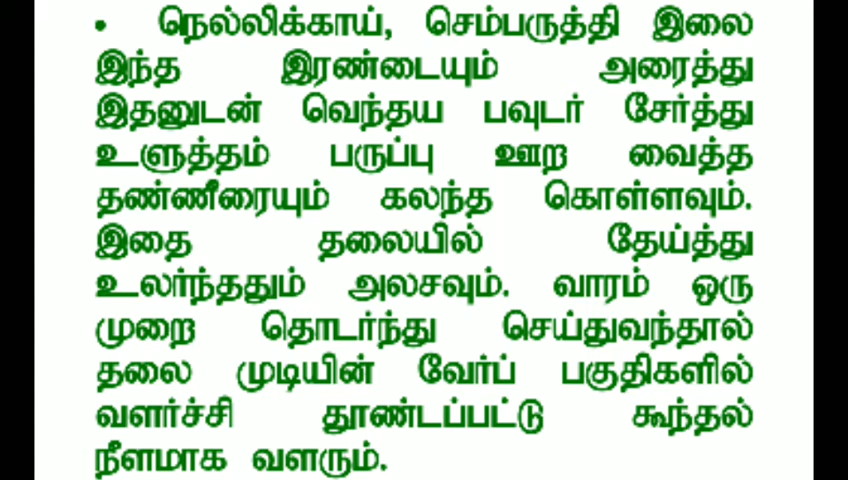 • நெல்லிக்காய், செம்பருத்தி இலை
இந்த இரண்டையும் அரைத்து
இதனுடன் வெந்தய பவுடர் சேர்த்து
உளுத்தம் பருப்பு ஊற வைத்த
தண்ணீரையும் கலந்த கொள்ளவும்.
இதை தலையில் தேய்த்து
உலர்ந்ததும் அலசவும். வாரம் ஒரு
முறை தொடர்ந்து செய்துவந்தால்
தலை முடியின் வேர்ப் பகுதிகளில்
வளர்ச்சி தூண்டப்பட்டு கூந்தல்
நீளமாக வளரும்.